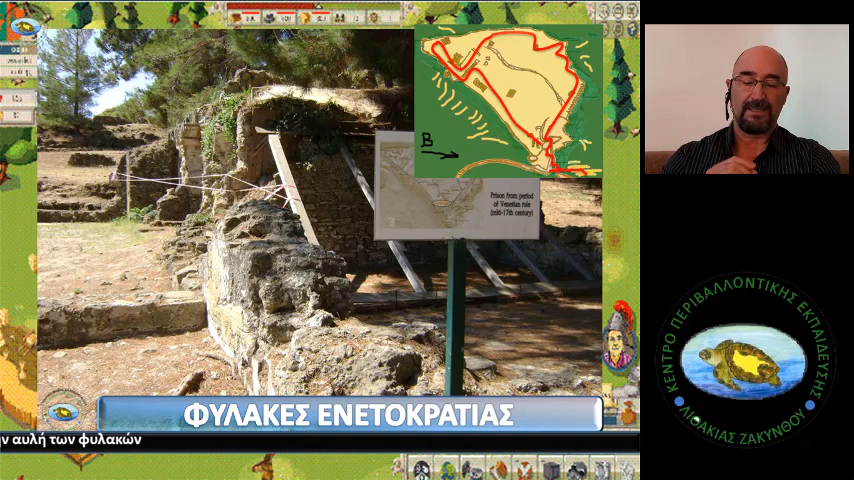 B
Prison from period
of Venetian rule
(mid-17th century)
ΦΥΛΑΚΕΣ ΕΝΕΤΟΚΡΑΤΙΑΣ
ν αυλή των φυλακών
ΚΕΝΤΡΟ ΠΕΡΙΒΑΛΛΟΝΤΙΚΗΣ ΕΚΠΑΙΔΕΥΣΗΣ
ΛΙΘΑΚΙΑΣ ΖΑΚΥΝΘΟΥ